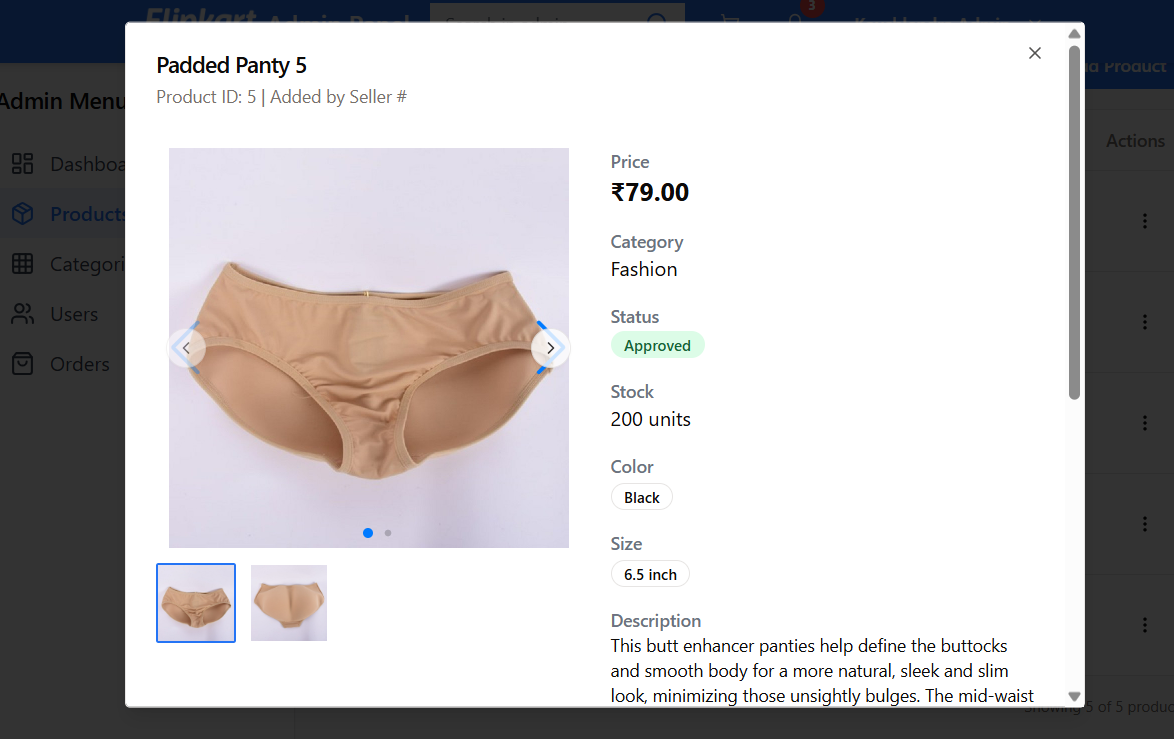 Flipkart Admin Panel
3
Padded Panty 5
Product ID: 5 | Added by Seller #
Product
Admin Menu
Actions
Dashboa
Products
Categori
Users
Orders
Price
₹79.00
Category
Fashion
Status
Approved
Stock
200 units
Color
Black
Size
6.5 inch
Description
This butt enhancer panties help define the buttocks
and smooth body for a more natural, sleek and slim
look, minimizing those unsightly bulges. The mid-waist
Showing 5 of 5 produc